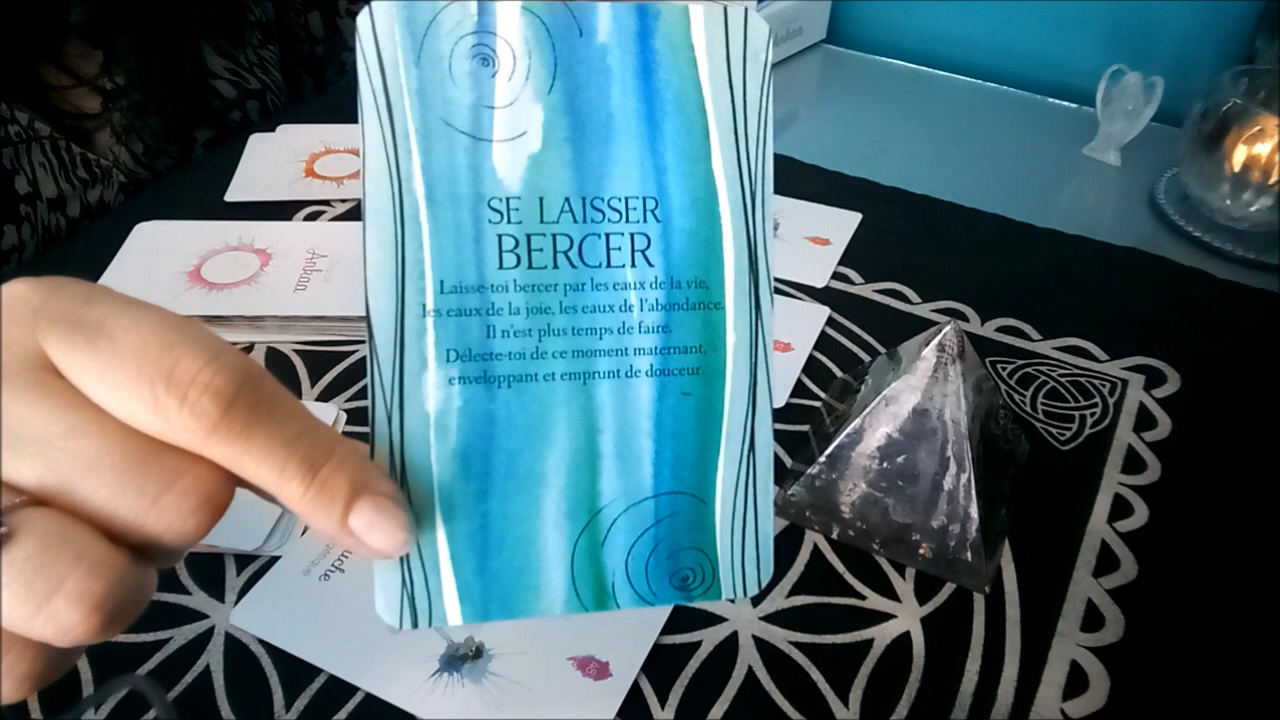 SE LAISSER
BERCER
Laisse-toi bercer par les eaux de la vie,
les eaux de la joie, les eaux de l'abondance.
Il n'est plus temps de faire.
Délecte-toi de ce moment maternant,
enveloppant et emprunt de douceur.
Ankaa
uche